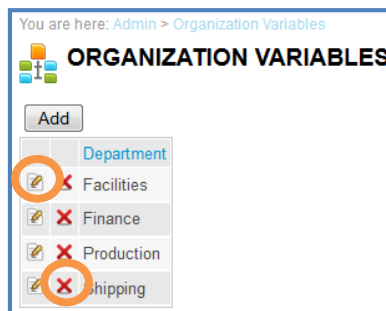 You are here: Admin > Organization Variables
ORGANIZATION VARIABLES
Add
Department
Facilities
Finance
Production
Shipping